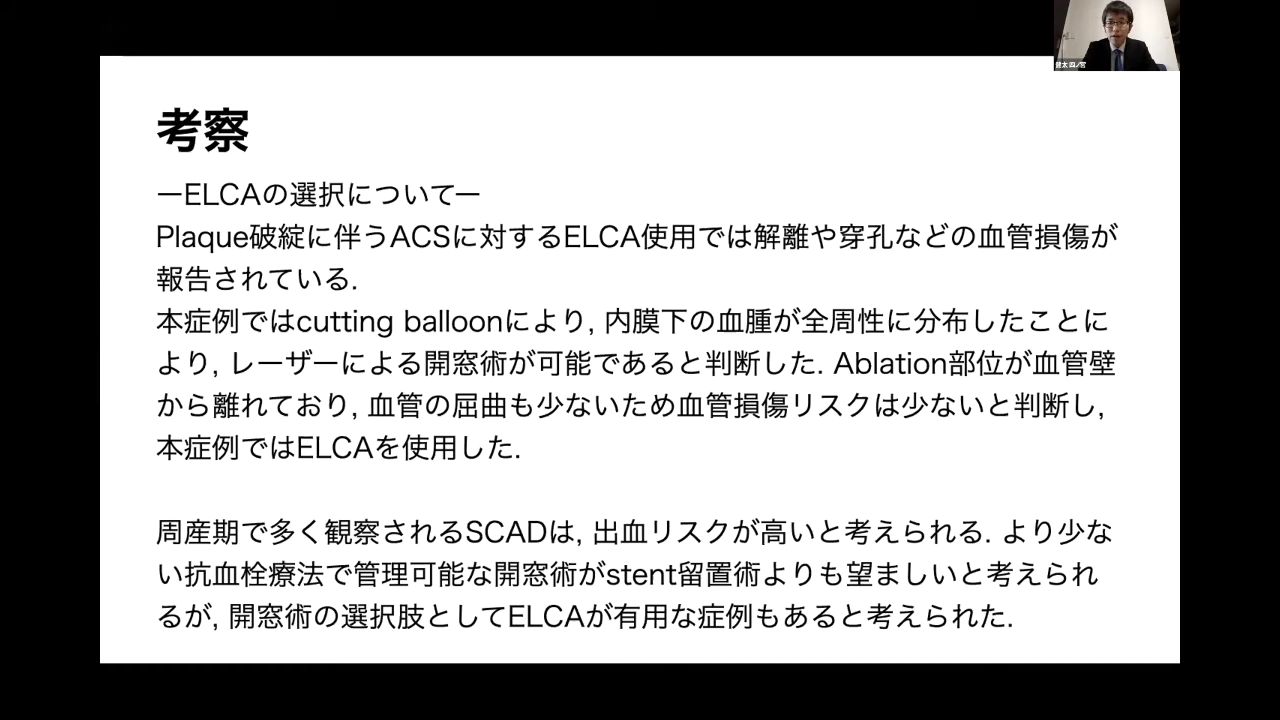 健太 四ノ宮
考察
―ELCAの選択について―
Plaque破綻に伴うACSに対するELCA使用では解離や穿孔などの血管損傷が
報告されている.
本症例ではcutting balloonにより, 内膜下の血腫が全周性に分布したことに
より, レーザーによる開窓術が可能であると判断した. Ablation部位が血管壁
から離れており, 血管の屈曲も少ないため血管損傷リスクは少ないと判断し,
本症例ではELCAを使用した.
周産期で多く観察されるSCADは, 出血リスクが高いと考えられる. より少な
い抗血栓療法で管理可能な開窓術がstent留置術よりも望ましいと考えられ
るが, 開窓術の選択肢としてELCAが有用な症例もあると考えられた.